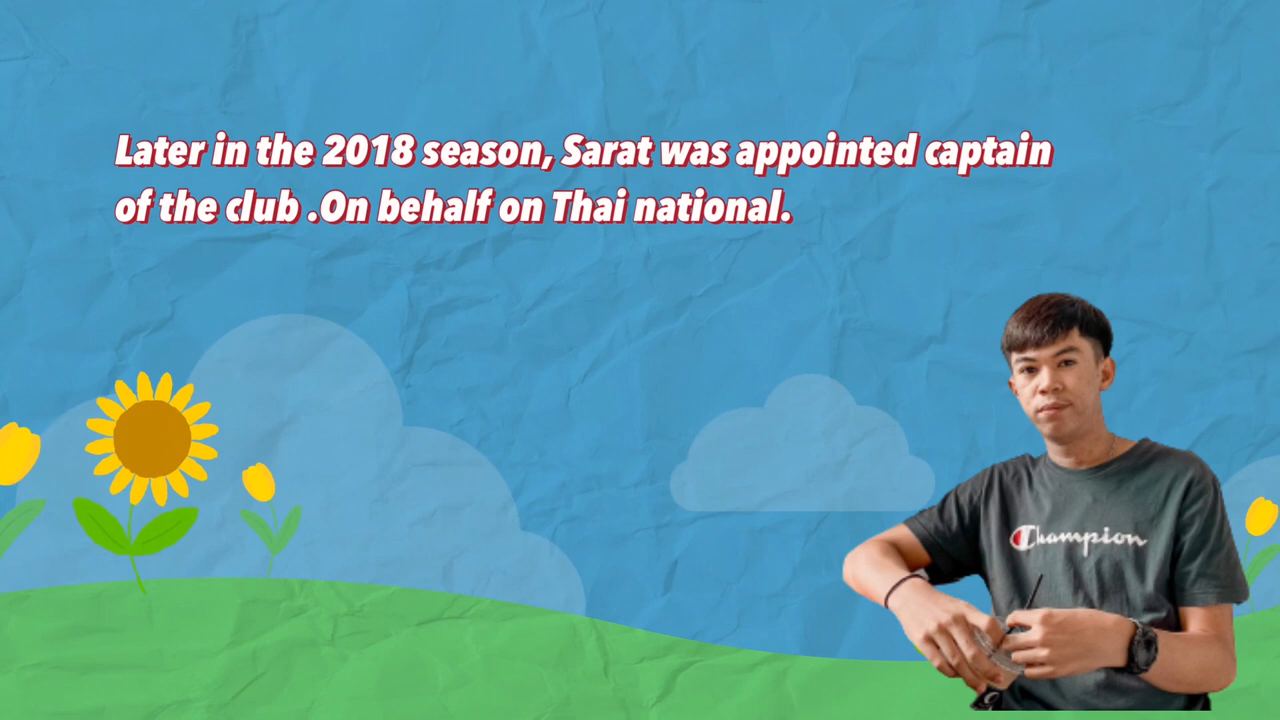 Later in the 2018 season, Sarat was appointed captain
of the club .On behalf on Thai national.
Champion